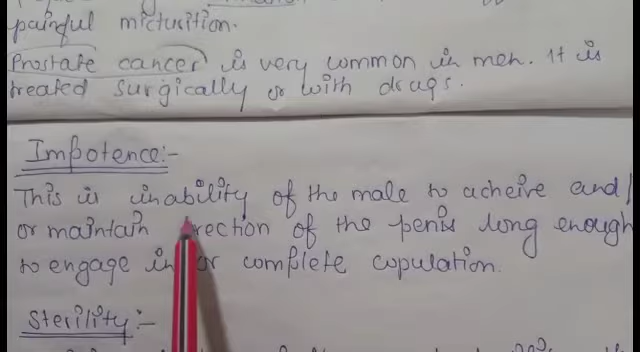 painful micturition.
Prostate cancer is very common in men. It is
treated surgically or with drugs.
Impotence:-
This is inability of the male to acheive and/
or maintain erection of the penis long enough
to engage in or complete copulation.
Sterility:-